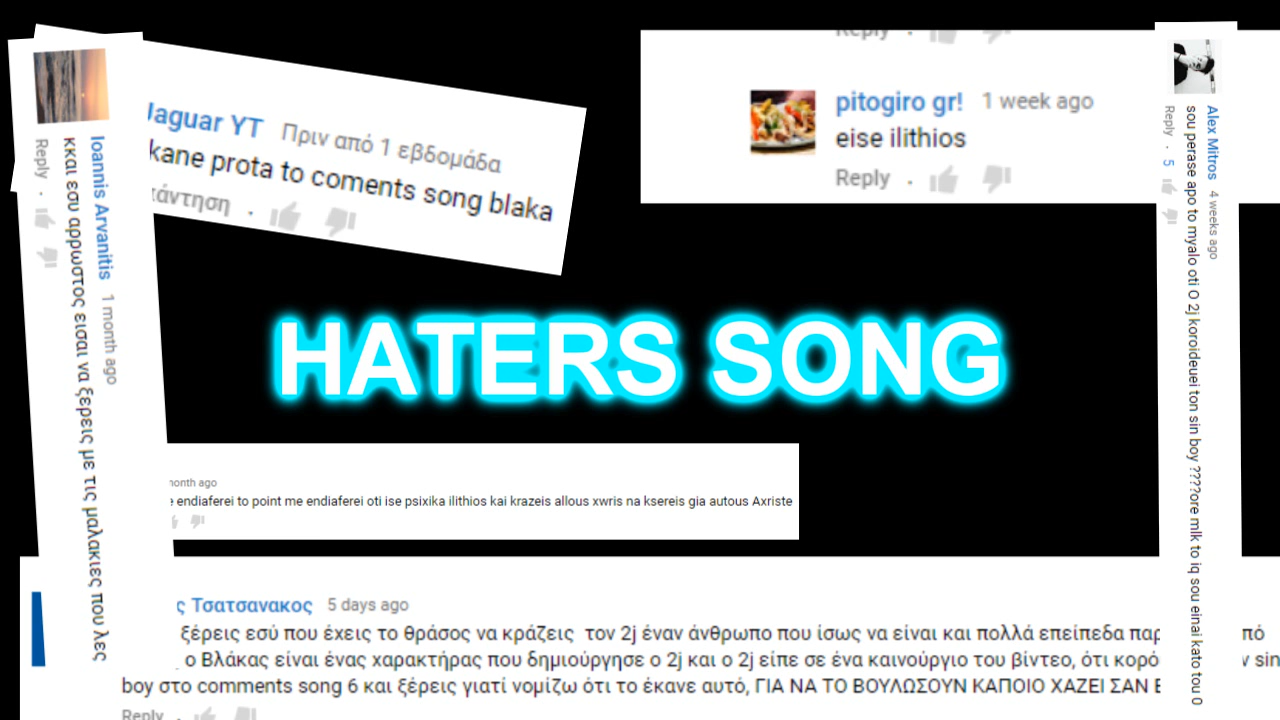 Jaguar YT Πριν από 1 εβδομάδα
kane prota to coments song blaka
Reply
pitogiro gr! 1 week ago
eise ilithios
Reply
Ioannis Arvanitis 1 month ago
κκαι εσυ αρρωστος εισαι να ξερεις με τις μαλακιες που λες
Reply
Alex Mitros 4 weeks ago
sou perase apo to myalo oti O 2j koroideuei ton sin boy ????ore mlk to iq sou einai kato tou 0
Reply 5
HATERS SONG
month ago
endiaferei to point me endiaferei oti ise psixika ilithios kai krazeis allous xwris na ksereis gia autous Axriste
ς Τσατσανακος 5 days ago
ξέρεις εσύ που έχεις το θράσος να κράζεις τον 2j έναν άνθρωπο που ίσως να είναι και πολλά επείπεδα
ο Βλάκας είναι ένας χαρακτήρας που δημιούργησε ο 2j και ο 2j είπε σε ένα καινούργιο του βίντεο, ότι sin
boy στο comments song 6 και ξέρεις γιατί νομίζω ότι το έκανε αυτό, ΓΙΑ ΝΑ ΤΟ ΒΟΥΛΩΣΟΥΝ ΚΑΠΟΙΟ ΧΑΖΕΙ ΣΑΝ
Reply